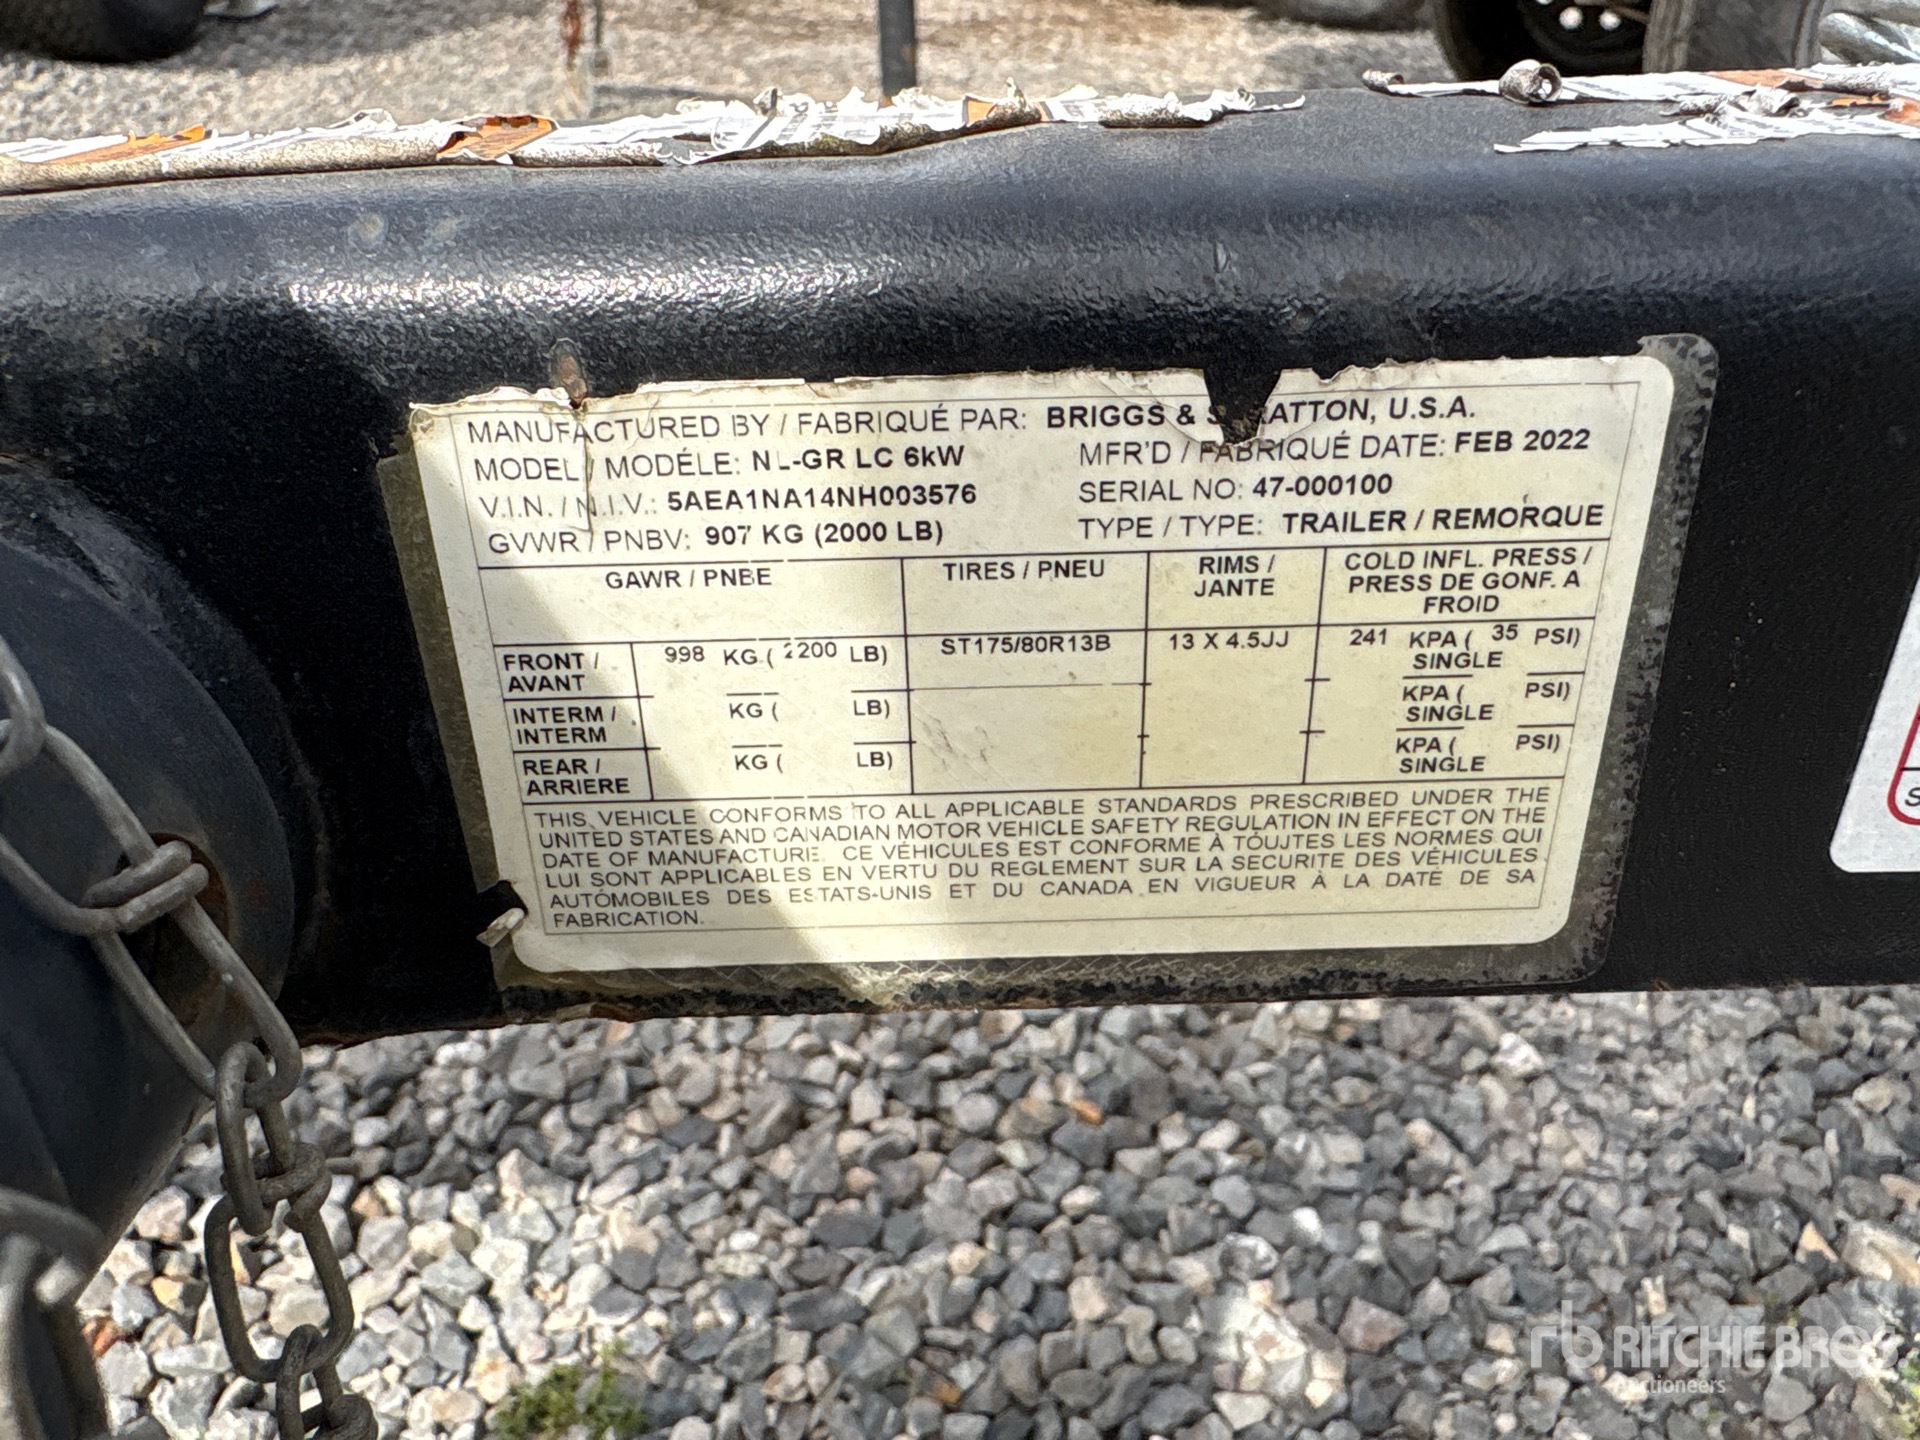 MANUFACTURED BY / FABRIQUÉ PAR: BRIGGS & STRATTON, U.S.A.
MODEL / MODÉLE: NL-GR LC 6kW MFR'D / FABRIQUÉ DATE: FEB 2022
V.I.N. / N.I.V.: 5AEA1NA14NH003576 SERIAL NO: 47-000100
GVWR / PNBV: 907 KG (2000 LB) TYPE / TYPE: TRAILER / REMORQUE
GAWR / PNBE TIRES / PNEU RIMS / JANTE COLD INFL. PRESS / PRESS DE GONF. A FROID
FRONT / AVANT 998 KG ( 2200 LB) ST175/80R13B 13 X 4.5JJ 241 KPA ( 35 PSI) SINGLE
INTERM / INTERM KG ( LB) KPA ( PSI) SINGLE
REAR / ARRIERE KG ( LB) KPA ( PSI) SINGLE
THIS VEHICLE CONFORMS TO ALL APPLICABLE STANDARDS PRESCRIBED UNDER THE
UNITED STATES AND CANADIAN MOTOR VEHICLE SAFETY REGULATION IN EFFECT ON THE
DATE OF MANUFACTURE. CE VÉHICULES EST CONFORME À TOUJTES LES NORMES QUI
LUI SONT APPLICABLES EN VERTU DU REGLEMENT SUR LA SECURITE DES VÉHICULES
AUTOMOBILES DES ESTATS-UNIS ET DU CANADA EN VIGUEUR À LA DATE DE SA
FABRICATION.
S
rb RITCHIE BROS.
Auctioneers